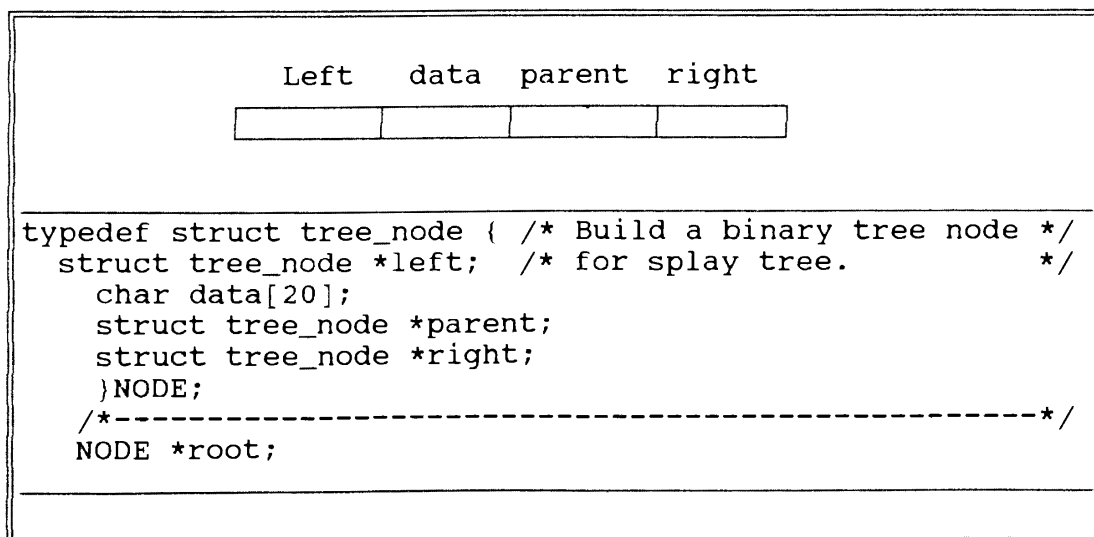 Left data parent right
typedef struct tree_node { /* Build a binary tree node */
struct tree_node *left; /* for splay tree. */
char data[20];
struct tree_node *parent;
struct tree_node *right;
}NODE;
/*--------------------------------------------------*/
NODE *root;